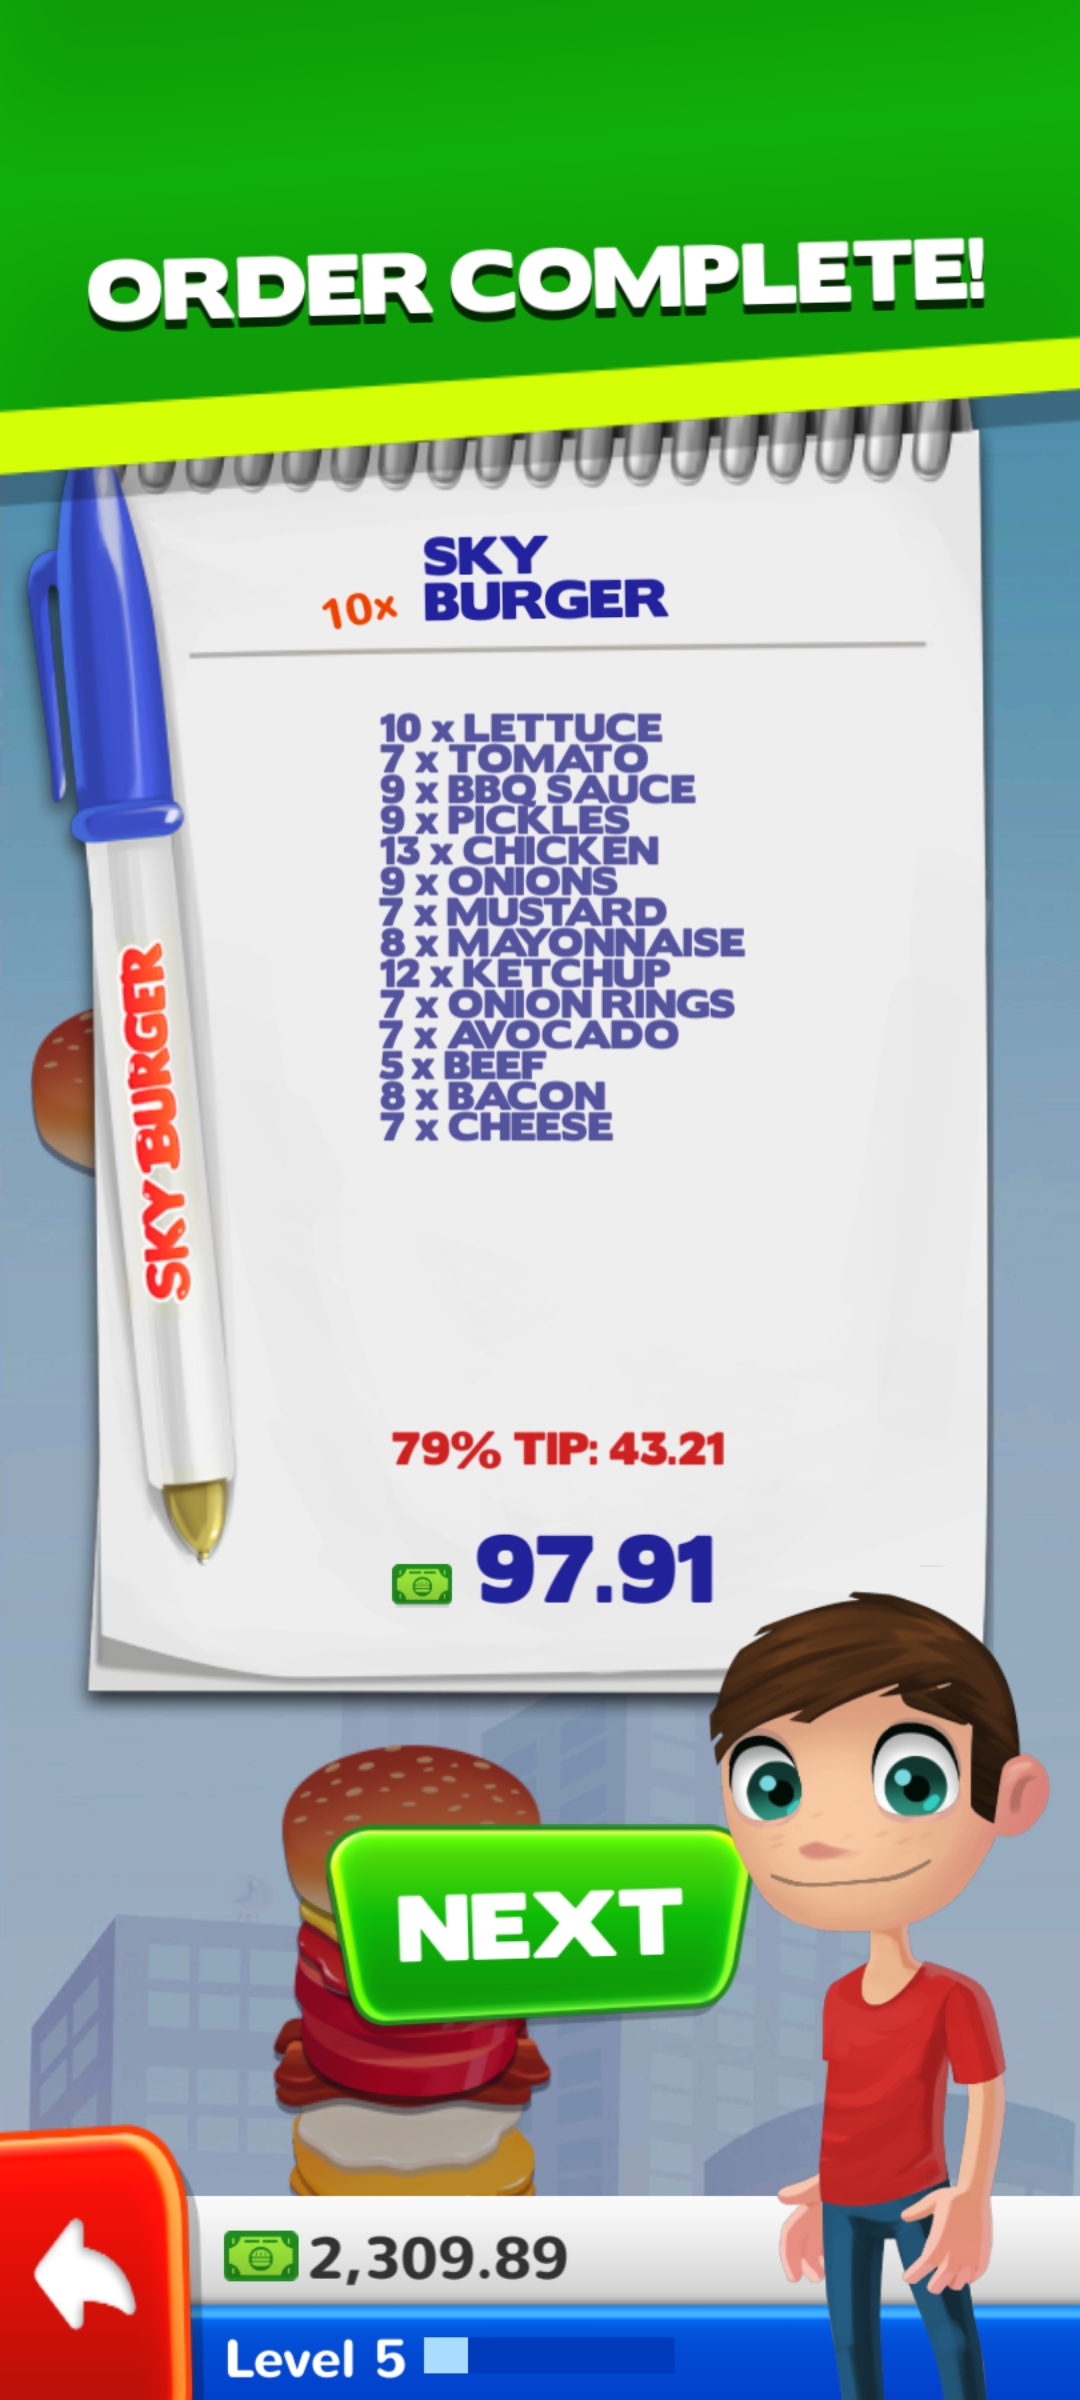 ORDER COMPLETE!
SKY
10x BURGER
10 x LETTUCE
7 x TOMATO
9 x BBQ SAUCE
9 x PICKLES
13 x CHICKEN
9 x ONIONS
7 x MUSTARD
8 x MAYONNAISE
12 x KETCHUP
7 x ONION RINGS
7 x AVOCADO
5 x BEEF
8 x BACON
7 x CHEESE
SKY BURGER
79% TIP: 43.21
97.91
NEXT
2,309.89
Level 5